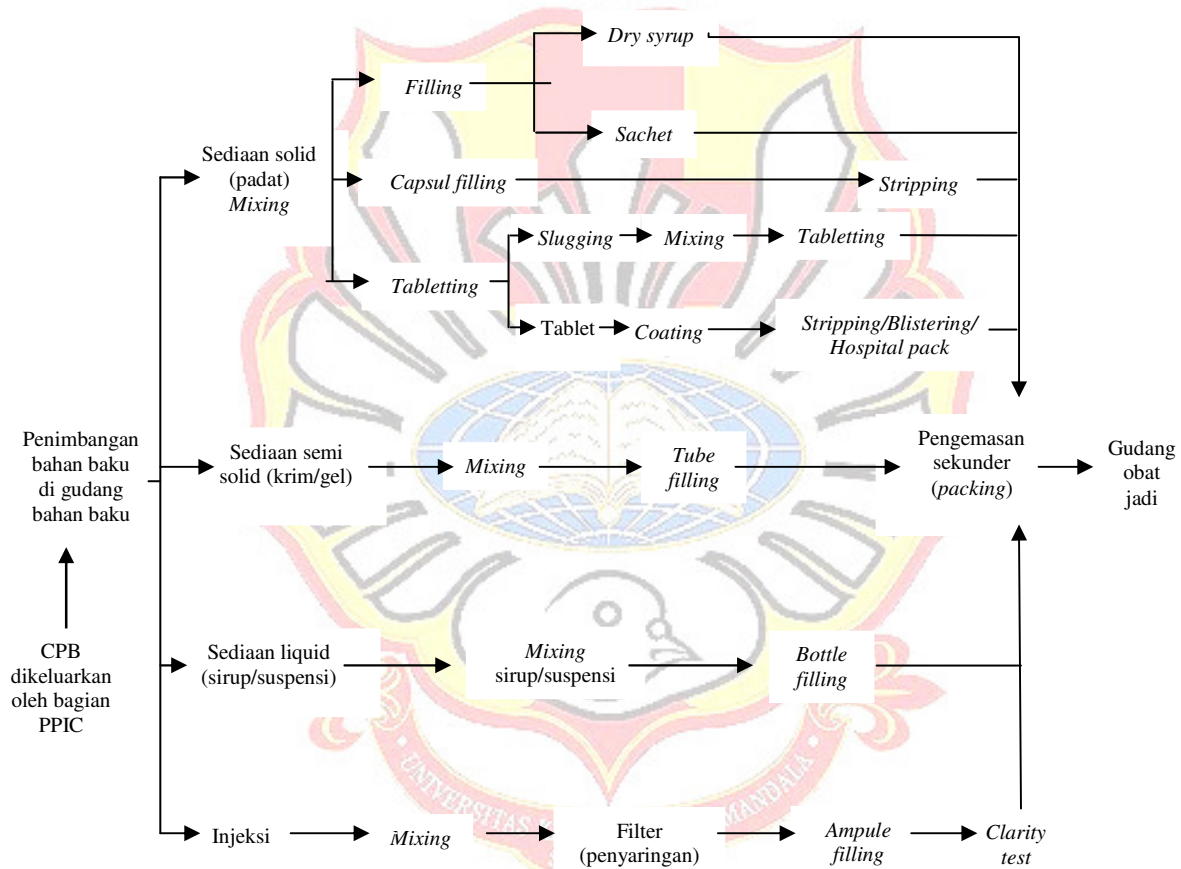 Dry syrup
Filling
Sachet
Sediaan solid
(padat)
Mixing
Capsul filling
Stripping
Slugging
Mixing
Tabletting
Tabletting
Tablet
Coating
Stripping/Blistering/
Hospital pack
Penimbangan
bahan baku
di gudang
bahan baku
Sediaan semi
solid (krim/gel)
Mixing
Tube
filling
Pengemasan
sekunder
(packing)
Gudang
obat
jadi
CPB
dikeluarkan
oleh bagian
PPIC
Sediaan liquid
(sirup/suspensi)
Mixing
sirup/suspensi
Bottle
filling
Injeksi
Mixing
Filter
(penyaringan)
Ampule
filling
Clarity
test
UNIVERSITAS
MANDALA